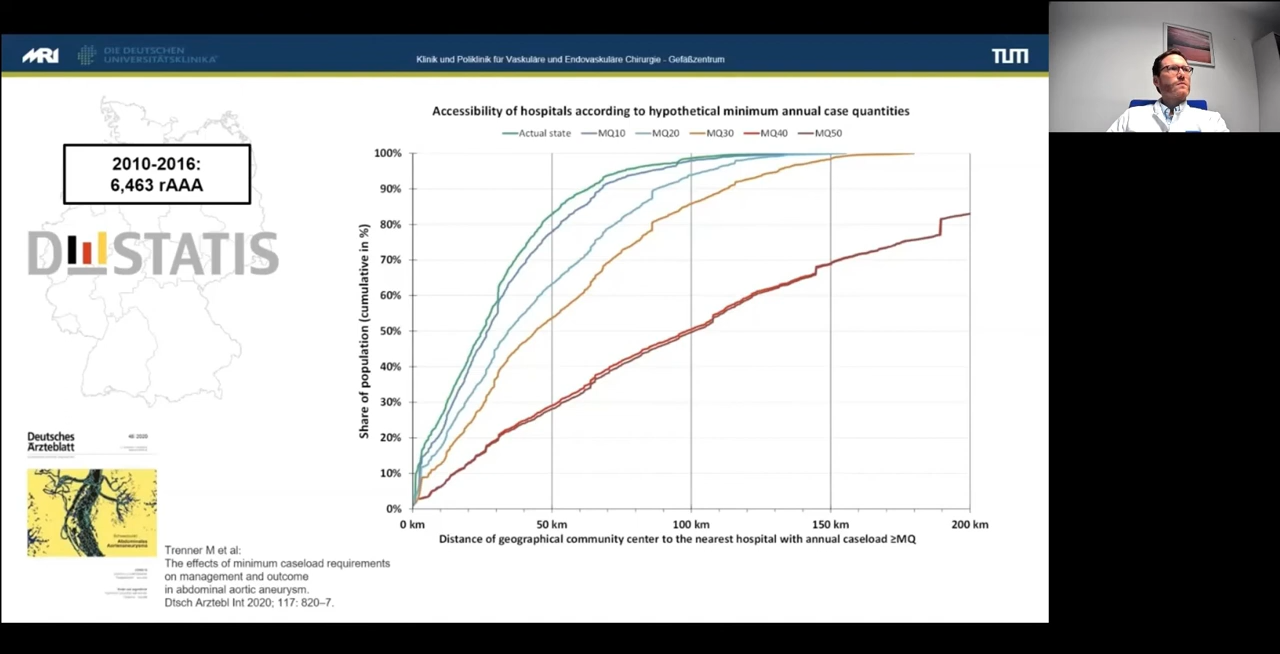 MRI
DIE DEUTSCHEN
UNIVERSITÄTSKLINIKA
Klinik und Poliklinik für Vaskuläre und Endovaskuläre Chirurgie - Gefäßzentrum
TUM
2010-2016:
6,463 rAAA
DESTATIS
Accessibility of hospitals according to hypothetical minimum annual case quantities
Actual state MQ10 MQ20 MQ30 MQ40 MQ50
100%
90%
80%
70%
60%
50%
40%
30%
20%
10%
0%
Share of population (cumulative in %)
0 km 50 km 100 km 150 km 200 km
Distance of geographical community center to the nearest hospital with annual caseload ≥MQ
Deutsches
Ärzteblatt
46/2020
Abdominales
Aortenaneurysma
Trenner M et al:
The effects of minimum caseload requirements
on management and outcome
in abdominal aortic aneurysm.
Dtsch Arztebl Int 2020; 117: 820–7.